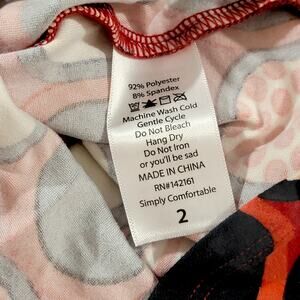 92% Polyester
8% Spandex
Machine Wash Cold
Gentle Cycle
Do Not Bleach
Hang Dry
Do Not Iron
or you'll be sad
MADE IN CHINA
RN#142161
Simply Comfortable
2